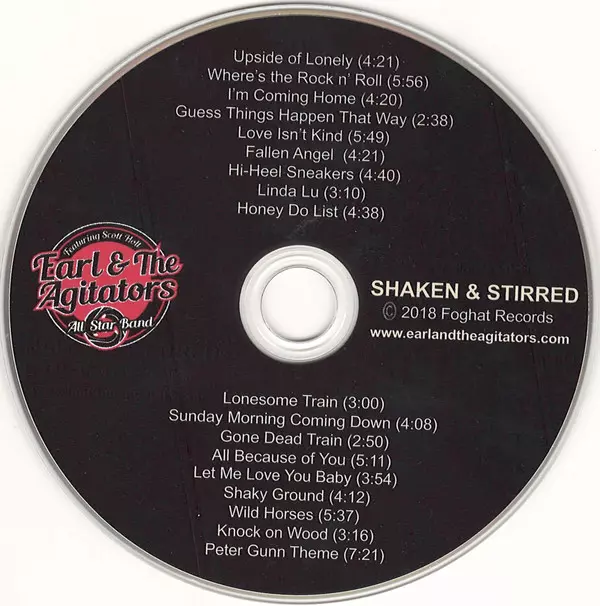 Upside of Lonely (4:21)
Where's the Rock n' Roll (5:56)
I'm Coming Home (4:20)
Guess Things Happen That Way (2:38)
Love Isn't Kind (5:49)
Fallen Angel (4:21)
Hi-Heel Sneakers (4:40)
Linda Lu (3:10)
Honey Do List (4:38)
Featuring Scott Holt
Earl & The
Agitators
All Star Band
SHAKEN & STIRRED
© 2018 Foghat Records
www.earlandtheagitators.com
Lonesome Train (3:00)
Sunday Morning Coming Down (4:08)
Gone Dead Train (2:50)
All Because of You (5:11)
Let Me Love You Baby (3:54)
Shaky Ground (4:12)
Wild Horses (5:37)
Knock on Wood (3:16)
Peter Gunn Theme (7:21)